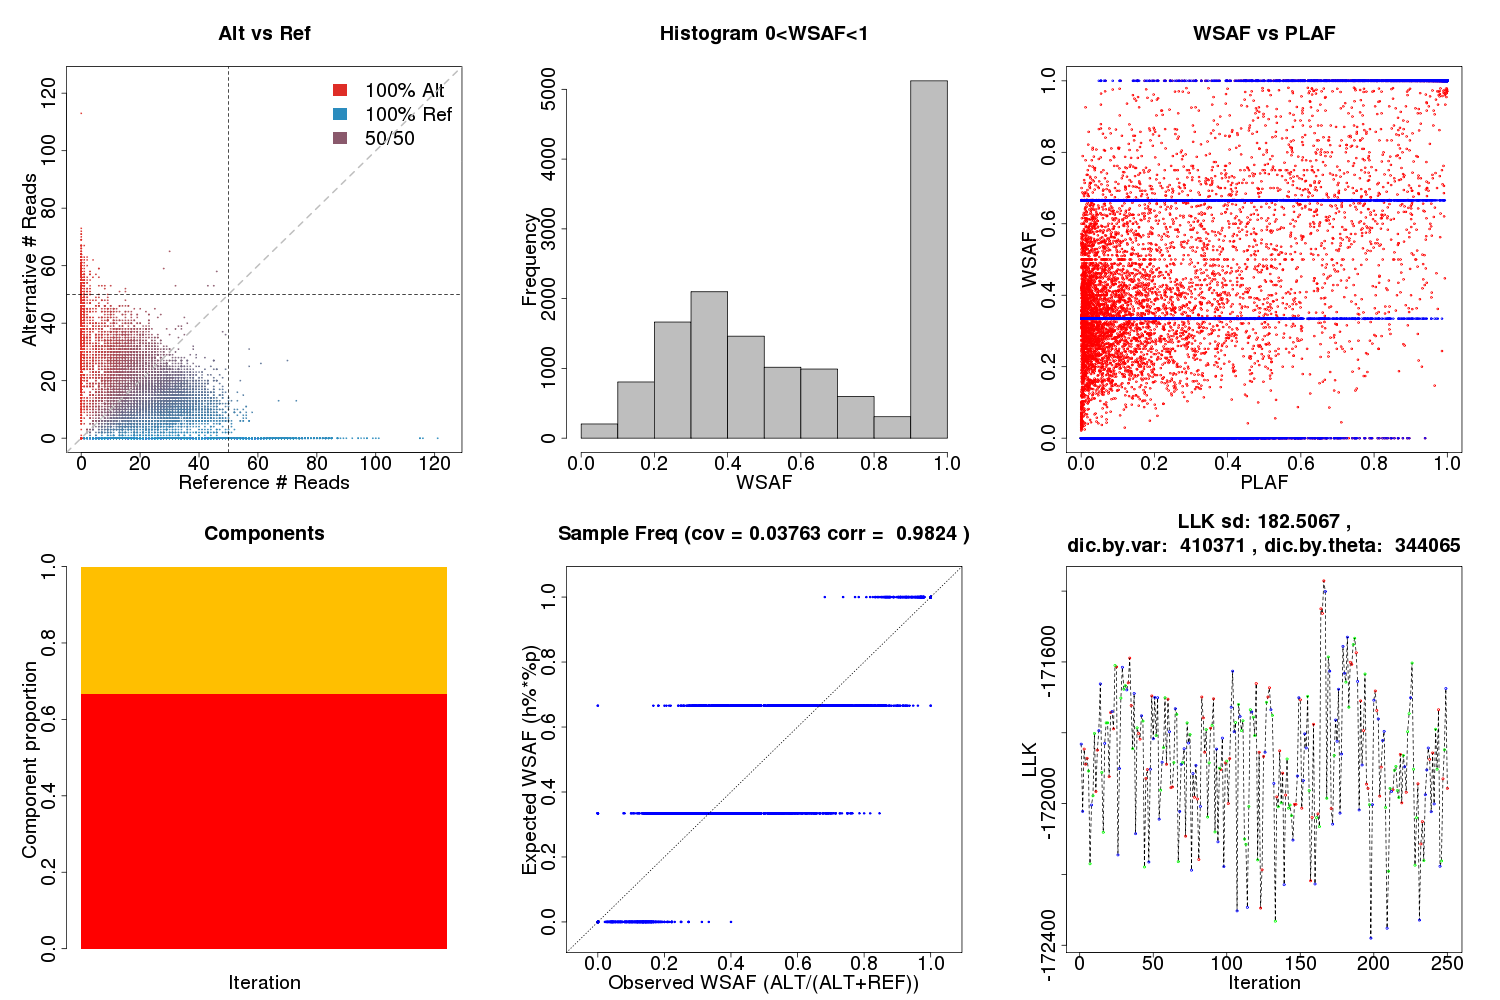 Alt vs Ref
100% Alt
100% Ref
50/50
Alternative # Reads
0 20 40 60 80 100 120
0 20 40 60 80 100 120
Reference # Reads
Histogram 0<WSAF<1
Frequency
0 1000 2000 3000 4000 5000
0.0 0.2 0.4 0.6 0.8 1.0
WSAF
WSAF vs PLAF
WSAF
0.0 0.2 0.4 0.6 0.8 1.0
0.0 0.2 0.4 0.6 0.8 1.0
PLAF
Components
Component proportion
0.0 0.2 0.4 0.6 0.8 1.0
Iteration
Sample Freq (cov = 0.03763 corr = 0.9824 )
Expected WSAF (h%*%p)
0.0 0.2 0.4 0.6 0.8 1.0
0.0 0.2 0.4 0.6 0.8 1.0
Observed WSAF (ALT/(ALT+REF))
LLK sd: 182.5067 ,
dic.by.var: 410371 , dic.by.theta: 344065
LLK
-172400 -172000 -171600
0 50 100 150 200 250
Iteration